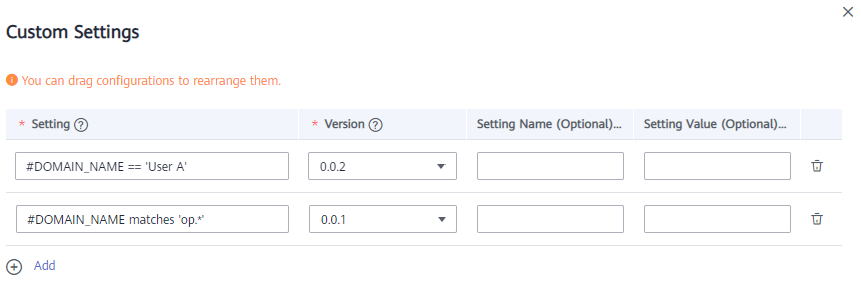 Custom Settings
You can drag configurations to rearrange them.
* Setting ? * Version ? Setting Name (Optional)... Setting Value (Optional)...
#DOMAIN_NAME == 'User A' 0.0.2
#DOMAIN_NAME matches 'op.*' 0.0.1
Add